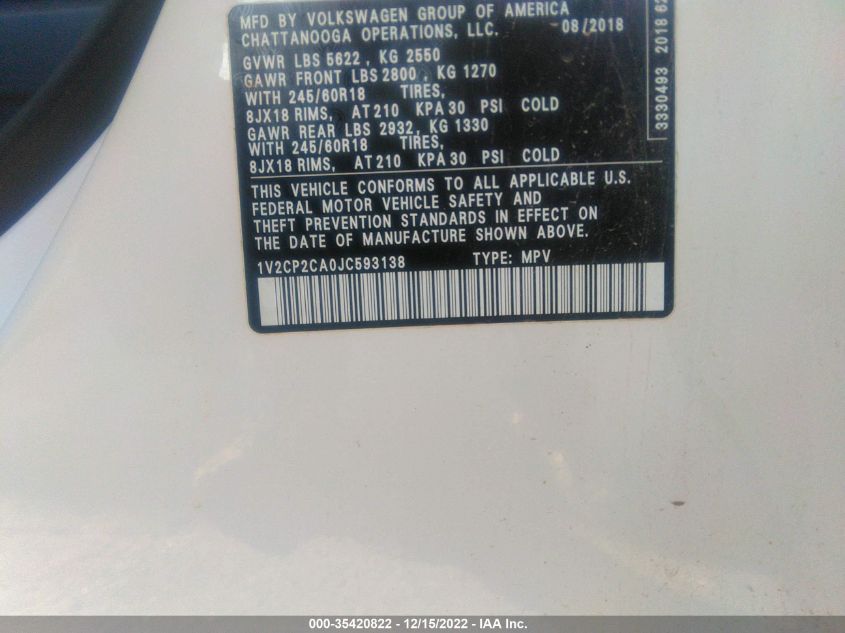 MFD BY VOLKSWAGEN GROUP OF AMERICA
CHATTANOOGA OPERATIONS, LLC. 08/2018
GVWR LBS 5622, KG 2550
GAWR FRONT LBS 2800, KG 1270
WITH 245/60R18 TIRES,
8JX18 RIMS, AT 210 KPA 30 PSI COLD
GAWR REAR LBS 2932, KG 1330
WITH 245/60R18 TIRES,
8JX18 RIMS, AT 210 KPA 30 PSI COLD
THIS VEHICLE CONFORMS TO ALL APPLICABLE U.S.
FEDERAL MOTOR VEHICLE SAFETY AND
THEFT PREVENTION STANDARDS IN EFFECT ON
THE DATE OF MANUFACTURE SHOWN ABOVE.
1V2CP2CA0JC593138 TYPE: MPV
3330493 2018 62
000-35420822 - 12/15/2022 - IAA Inc.